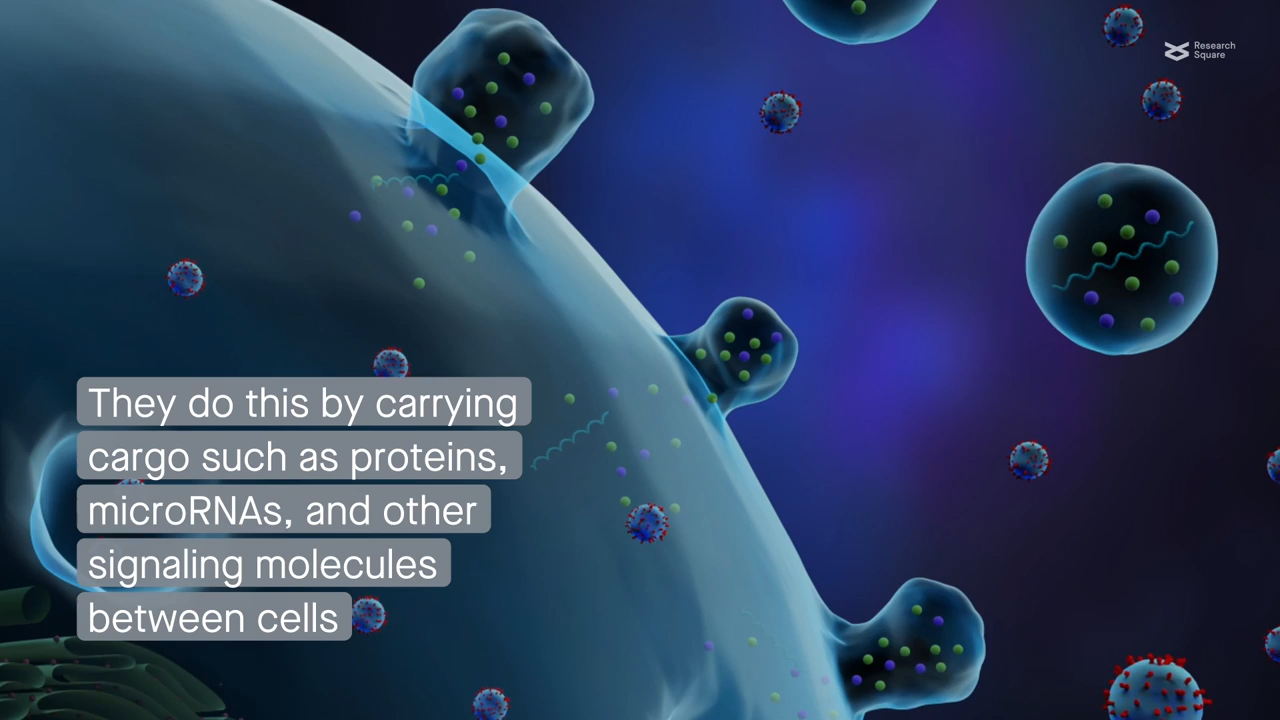 Research
Square
They do this by carrying
cargo such as proteins,
microRNAs, and other
signaling molecules
between cells